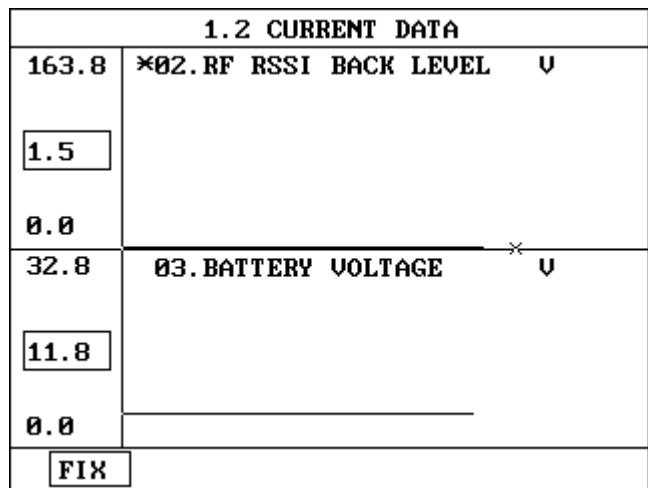 1.2 CURRENT DATA
163.8 *02.RF RSSI BACK LEVEL V
1.5
0.0
32.8 03.BATTERY VOLTAGE V
11.8
0.0
FIX